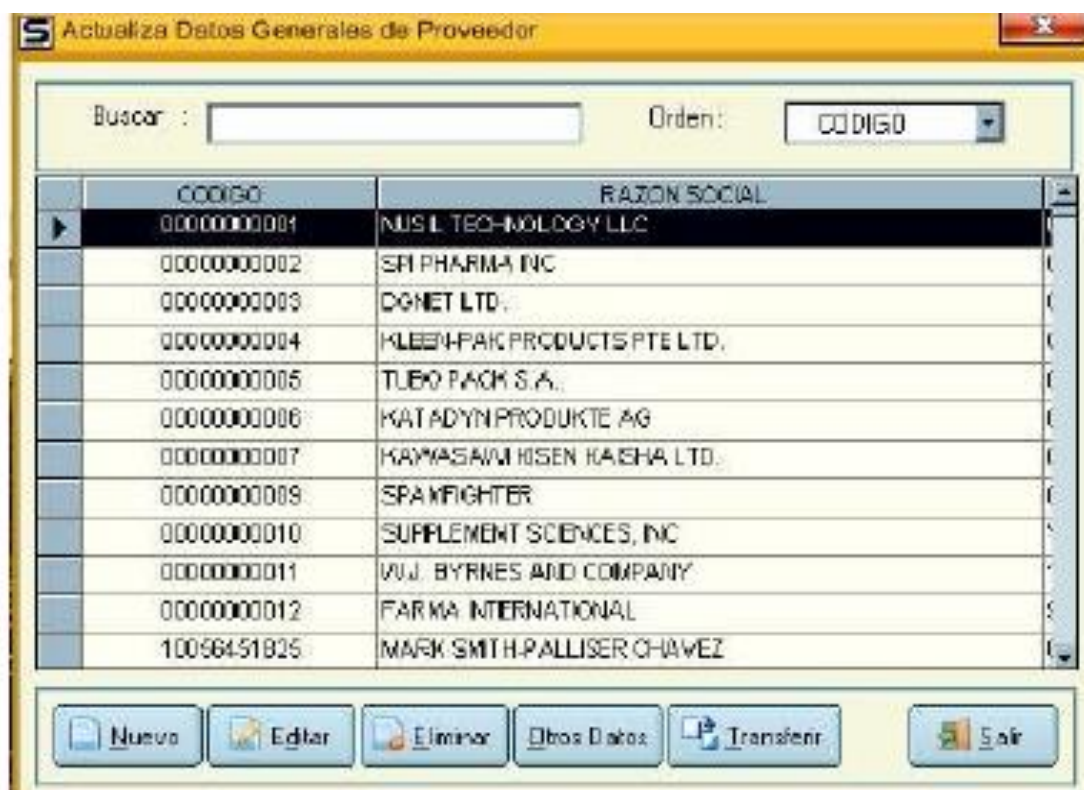 S Actualiza Datos Generales de Proveedor
Buscar : Orden: CODIGO
CODIGO RAZON SOCIAL
00000000001 NUSIL TECHNOLOGY LLC
00000000002 SPI PHARMA INC
00000000003 DGNET LTD.
00000000004 KLEEN-PAK PRODUCTS PTE LTD.
00000000005 TUBO PACK S.A.
00000000006 KATADYN PRODUKTE AG
00000000007 KAWASAWI KISEN KAISHA LTD.
00000000009 SPAMFIGHTER
00000000010 SUPPLEMENT SCIENCES, INC
00000000011 W.J. BYRNES AND COMPANY
00000000012 FARMA INTERNATIONAL
MARK SMITH-PALLISER CHAVEZ
Nuevo Editar Eliminar Otros Datos Transferir Salir